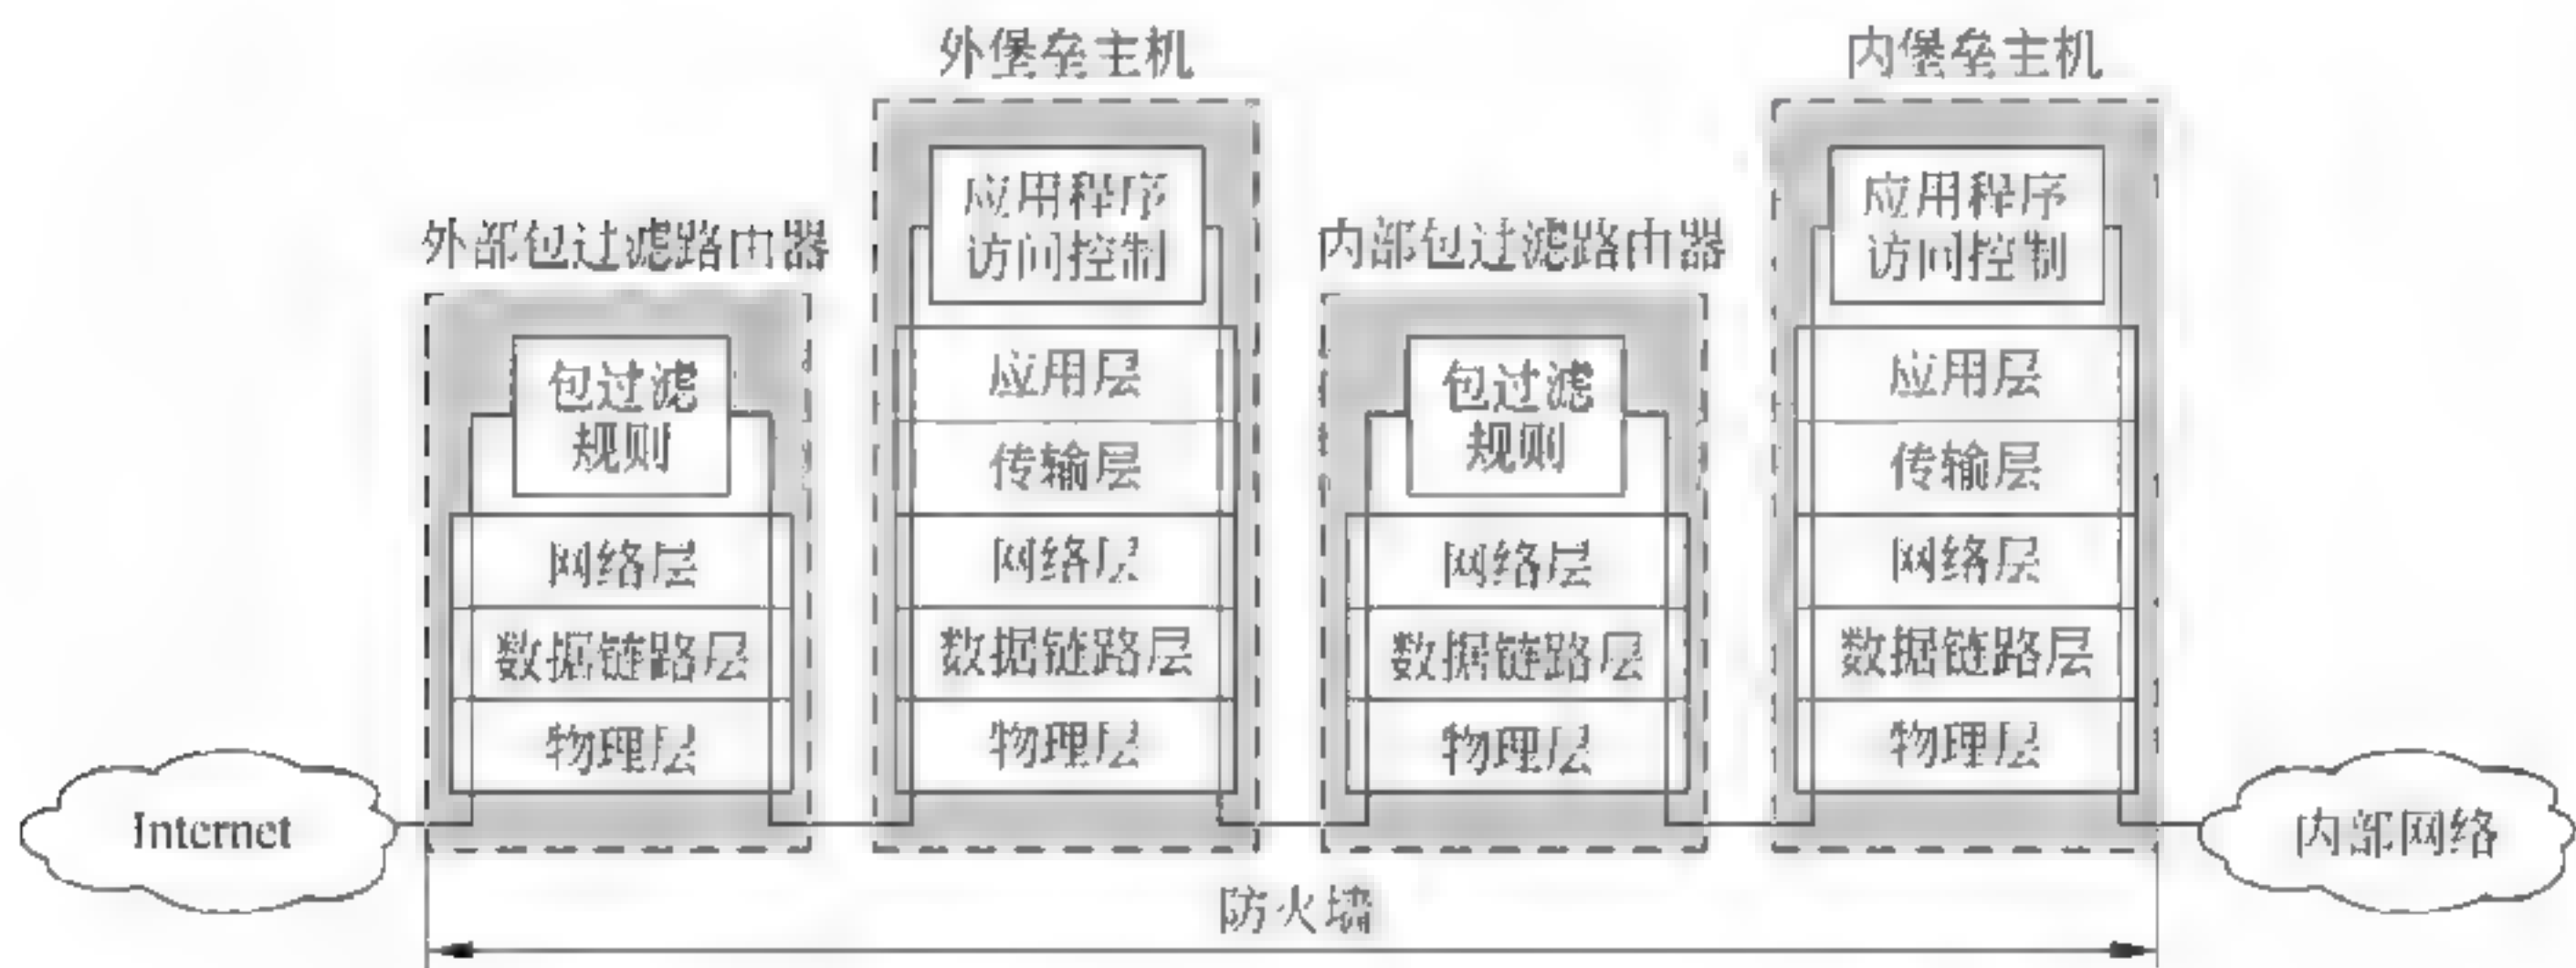 外堡垒主机
内堡垒主机
外部包过滤路由器
内部包过滤路由器
应用程序
访问控制
应用程序
访问控制
包过滤
规则
应用层
包过滤
规则
应用层
传输层
传输层
网络层
网络层
网络层
网络层
数据链路层
数据链路层
数据链路层
数据链路层
物理层
物理层
物理层
物理层
Internet
内部网络
防火墙